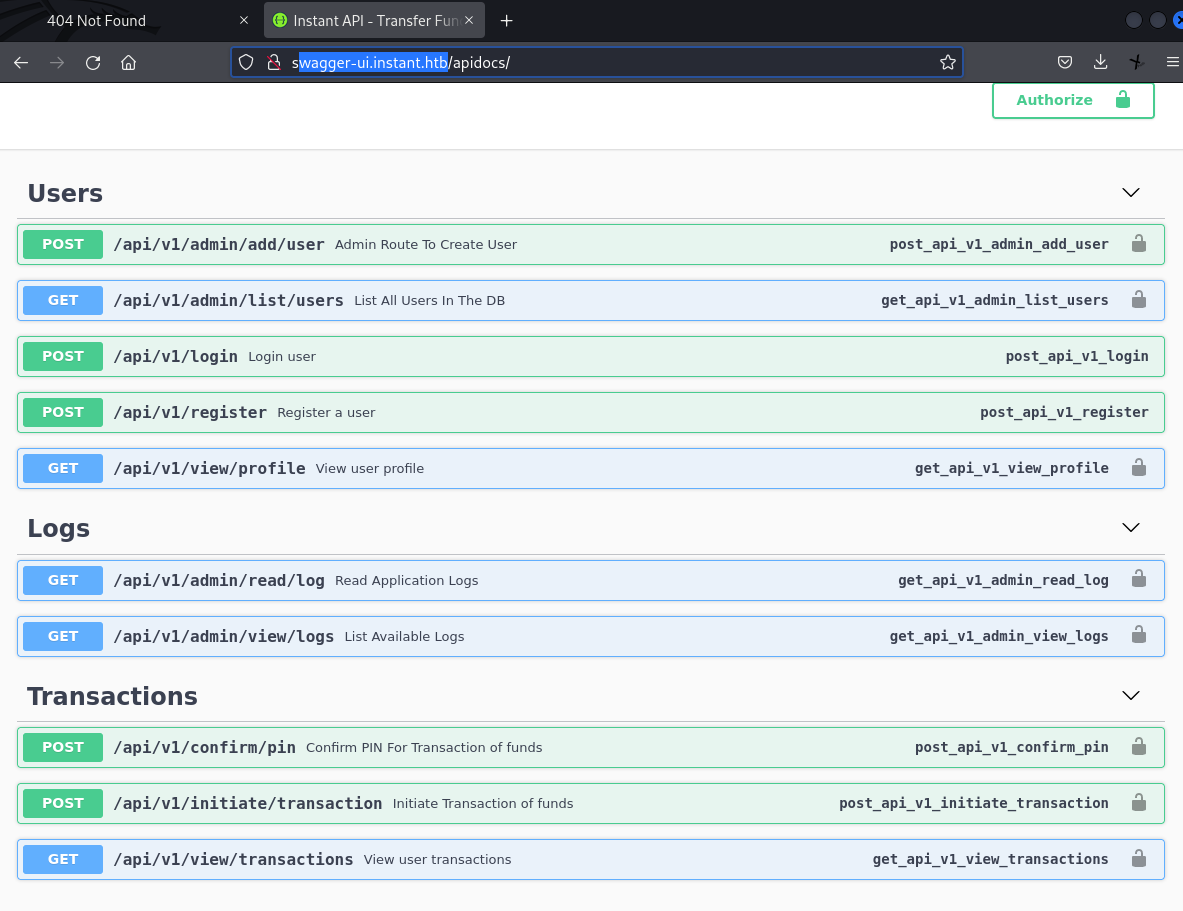 404 Not Found
Instant API - Transfer Fun
swagger-ui.instant.htb/apidocs/
Authorize
Users
POST /api/v1/admin/add/user Admin Route To Create User post_api_v1_admin_add_user
GET /api/v1/admin/list/users List All Users In The DB get_api_v1_admin_list_users
POST /api/v1/login Login user post_api_v1_login
POST /api/v1/register Register a user post_api_v1_register
GET /api/v1/view/profile View user profile get_api_v1_view_profile
Logs
GET /api/v1/admin/read/log Read Application Logs get_api_v1_admin_read_log
GET /api/v1/admin/view/logs List Available Logs get_api_v1_admin_view_logs
Transactions
POST /api/v1/confirm/pin Confirm PIN For Transaction of funds post_api_v1_confirm_pin
POST /api/v1/initiate/transaction Initiate Transaction of funds post_api_v1_initiate_transaction
GET /api/v1/view/transactions View user transactions get_api_v1_view_transactions